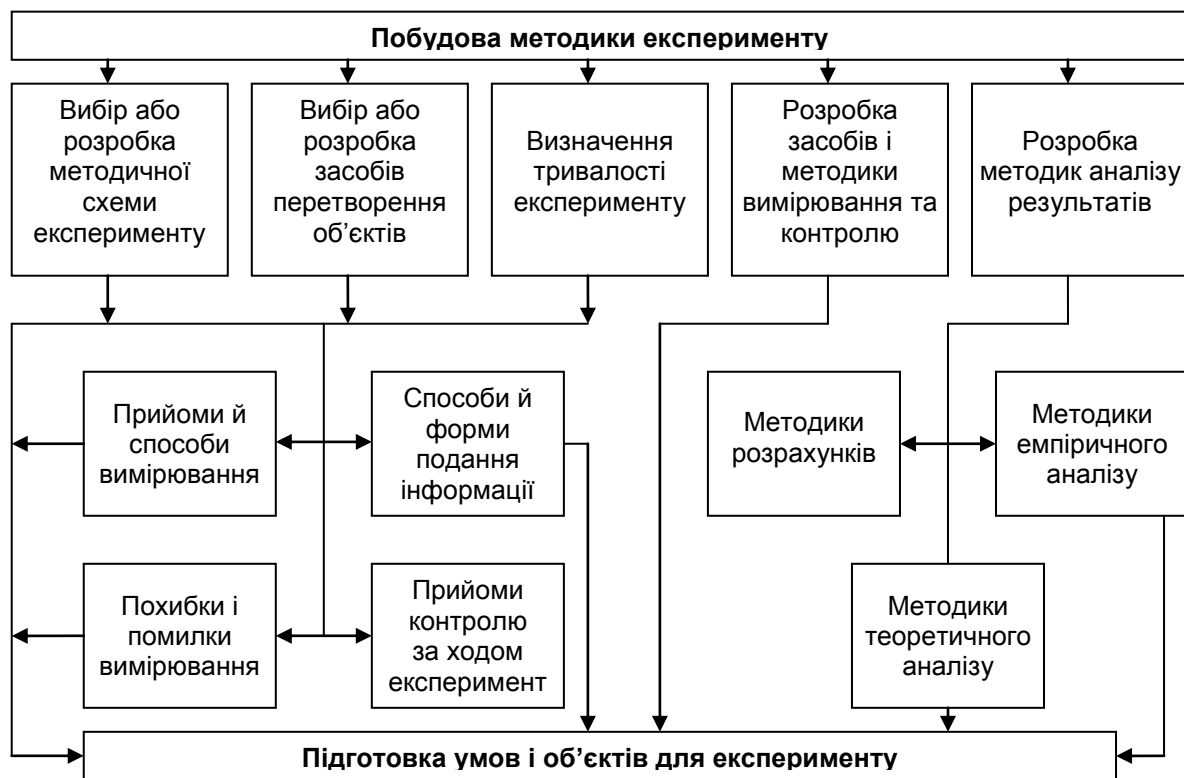 Побудова методики експерименту
Вибір або
розробка
методичної
схеми
експерименту
Вибір або
розробка
засобів
перетворення
об’єктів
Визначення
тривалості
експерименту
Розробка
засобів і
методики
вимірювання та
контролю
Розробка
методик аналізу
результатів
Прийоми й
способи
вимірювання
Способи й
форми
подання
інформації
Методики
розрахунків
Методики
емпіричного
аналізу
Похибки і
помилки
вимірювання
Прийоми
контролю
за ходом
експеримент
Методики
теоретичного
аналізу
Підготовка умов і об’єктів для експерименту